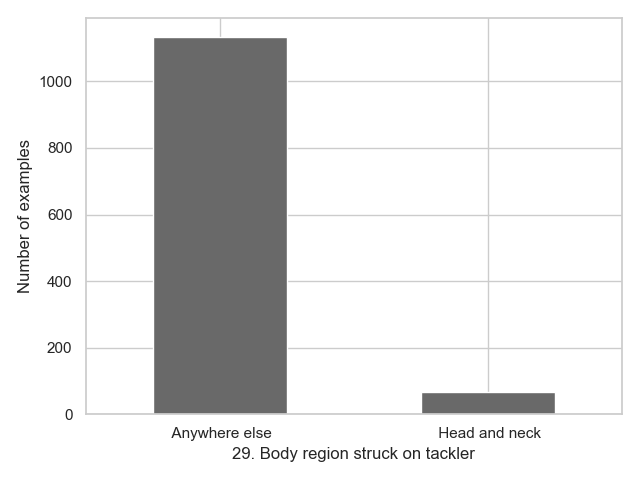 1000
800
600
400
200
0
Number of examples
Anywhere else
Head and neck
29. Body region struck on tackler